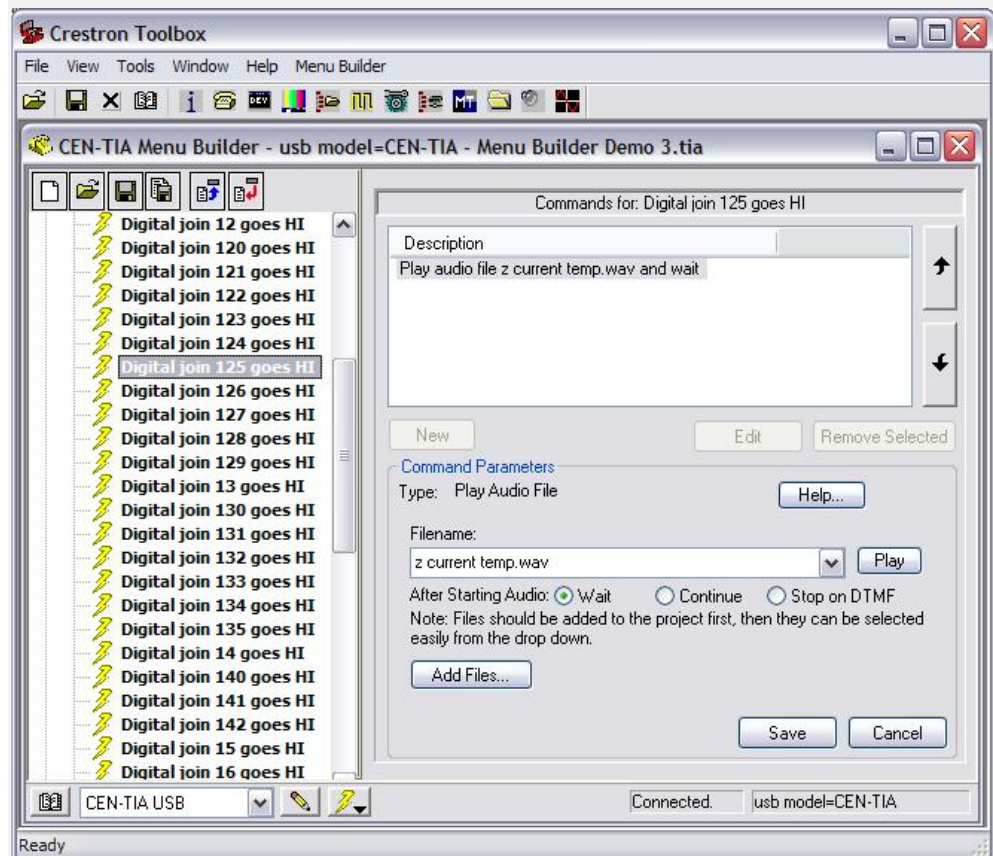 Crestron Toolbox
File View Tools Window Help Menu Builder
i DEV MT
CEN-TIA Menu Builder - usb model=CEN-TIA - Menu Builder Demo 3.tia
Digital join 12 goes HI
Digital join 120 goes HI
Digital join 121 goes HI
Digital join 122 goes HI
Digital join 123 goes HI
Digital join 124 goes HI
Digital join 125 goes HI
Digital join 126 goes HI
Digital join 127 goes HI
Digital join 128 goes HI
Digital join 129 goes HI
Digital join 13 goes HI
Digital join 130 goes HI
Digital join 131 goes HI
Digital join 132 goes HI
Digital join 133 goes HI
Digital join 134 goes HI
Digital join 135 goes HI
Digital join 14 goes HI
Digital join 140 goes HI
Digital join 141 goes HI
Digital join 142 goes HI
Digital join 15 goes HI
Digital join 16 goes HI
Commands for: Digital join 125 goes HI
Description
Play audio file z current temp.wav and wait
New Edit Remove Selected
Command Parameters
Type: Play Audio File Help...
Filename:
z current temp.wav Play
After Starting Audio: Wait Continue Stop on DTMF
Note: Files should be added to the project first, then they can be selected
easily from the drop down.
Add Files...
Save Cancel
CEN-TIA USB Connected. usb model=CEN-TIA
Ready